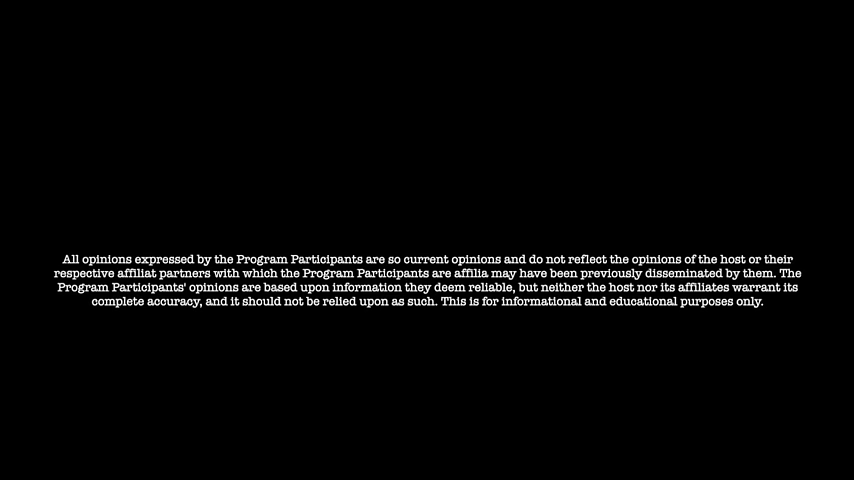 All opinions expressed by the Program Participants are so current opinions and do not reflect the opinions of the host or their
respective affiliat partners with which the Program Participants are affilia may have been previously disseminated by them. The
Program Participants' opinions are based upon information they deem reliable, but neither the host nor its affiliates warrant its
complete accuracy, and it should not be relied upon as such. This is for informational and educational purposes only.